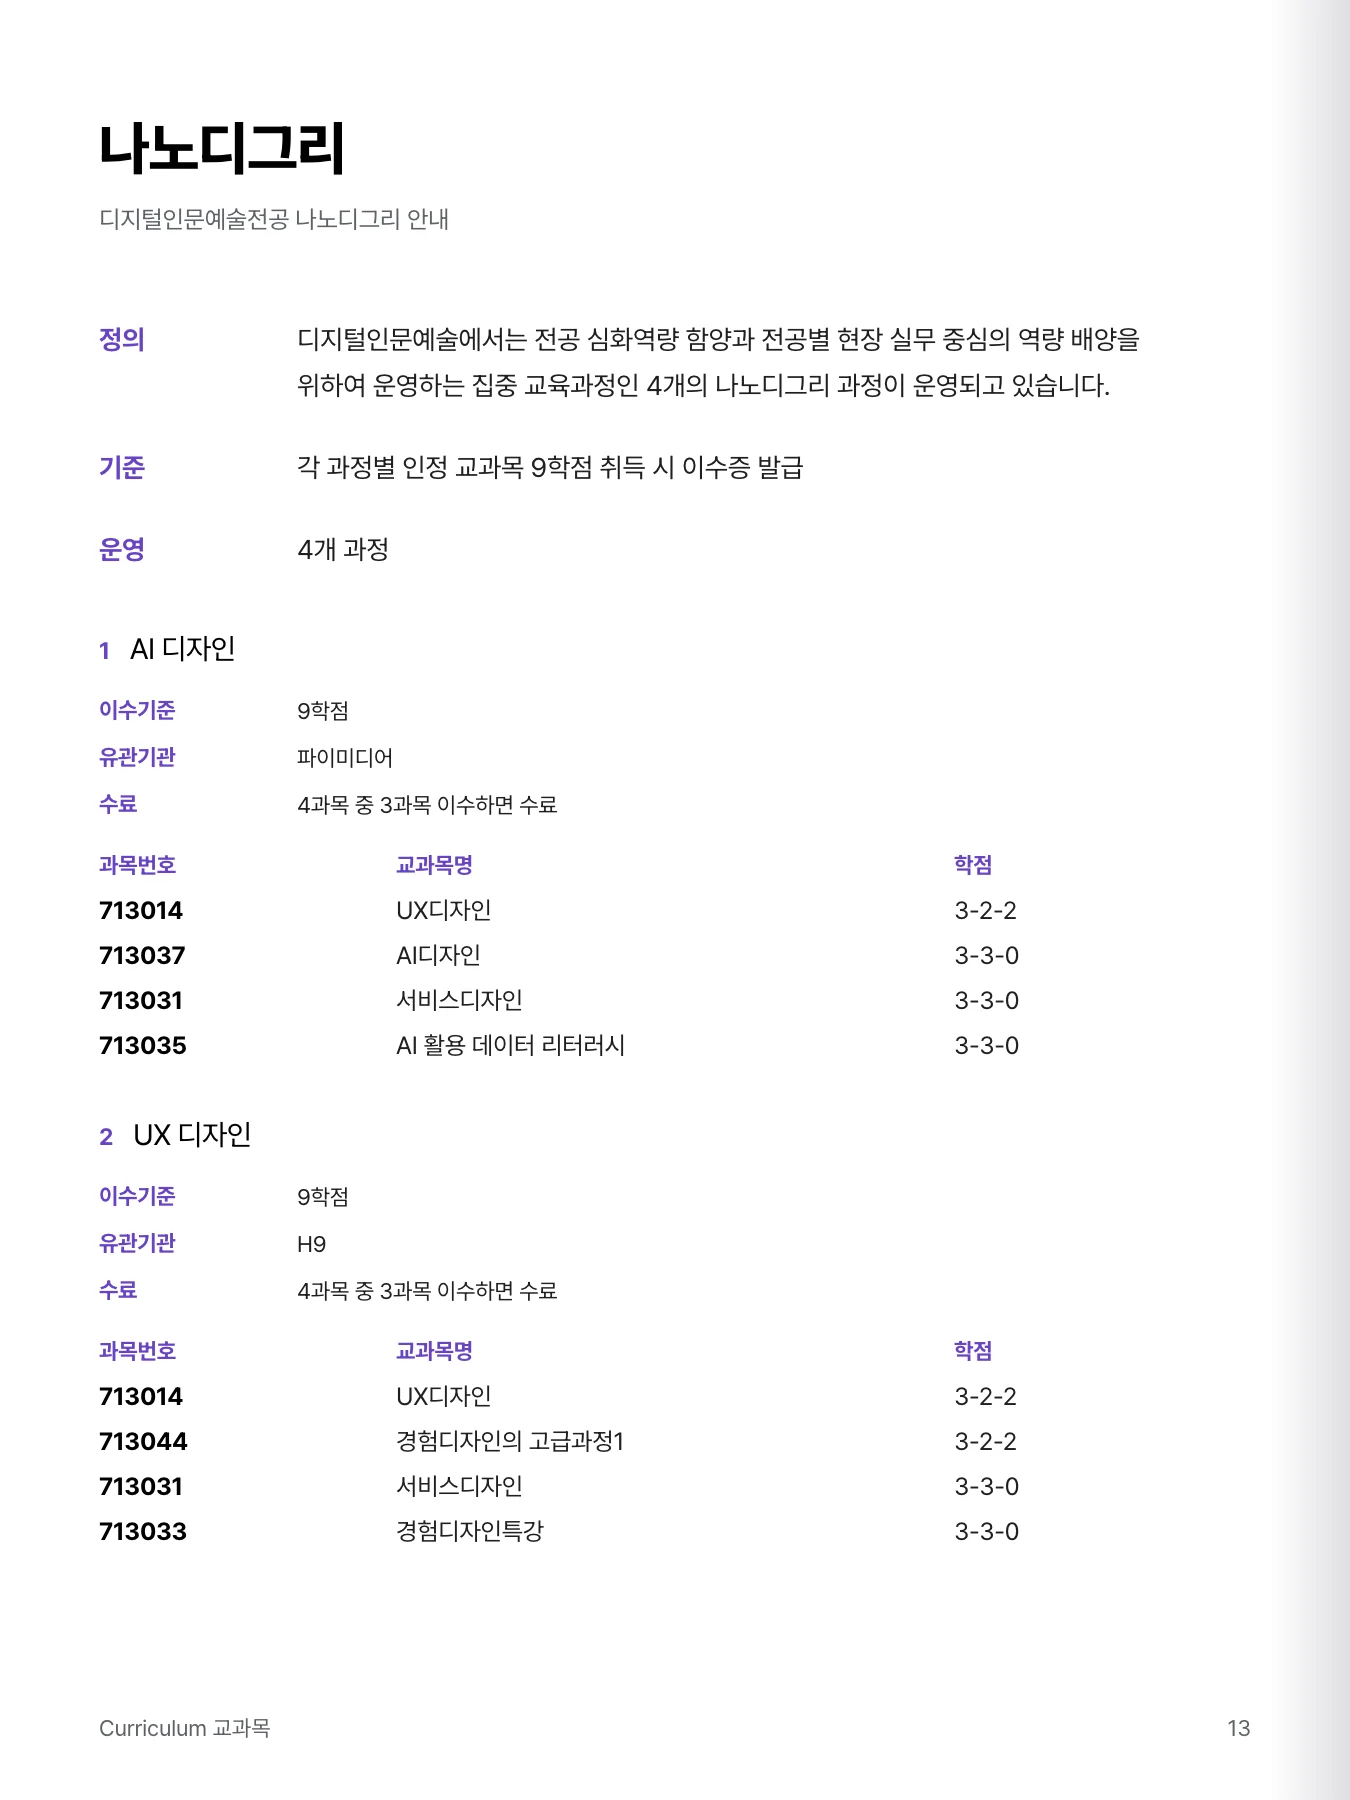 나노디그리
디지털인문예술전공 나노디그리 안내
정의 디지털인문예술에서는 전공 심화역량 함양과 전공별 현장 실무 중심의 역량 배양을
위하여 운영하는 집중 교육과정인 4개의 나노디그리 과정이 운영되고 있습니다.
기준 각 과정별 인정 교과목 9학점 취득 시 이수증 발급
운영 4개 과정
1 AI 디자인
이수기준 9학점
유관기관 파이미디어
수료 4과목 중 3과목 이수하면 수료
과목번호 교과목명 학점
713014 UX디자인 3-2-2
713037 AI디자인 3-3-0
713031 서비스디자인 3-3-0
713035 AI 활용 데이터 리터러시 3-3-0
2 UX 디자인
이수기준 9학점
유관기관 H9
수료 4과목 중 3과목 이수하면 수료
과목번호 교과목명 학점
713014 UX디자인 3-2-2
713044 경험디자인의 고급과정1 3-2-2
713031 서비스디자인 3-3-0
713033 경험디자인특강 3-3-0
Curriculum 교과목 13